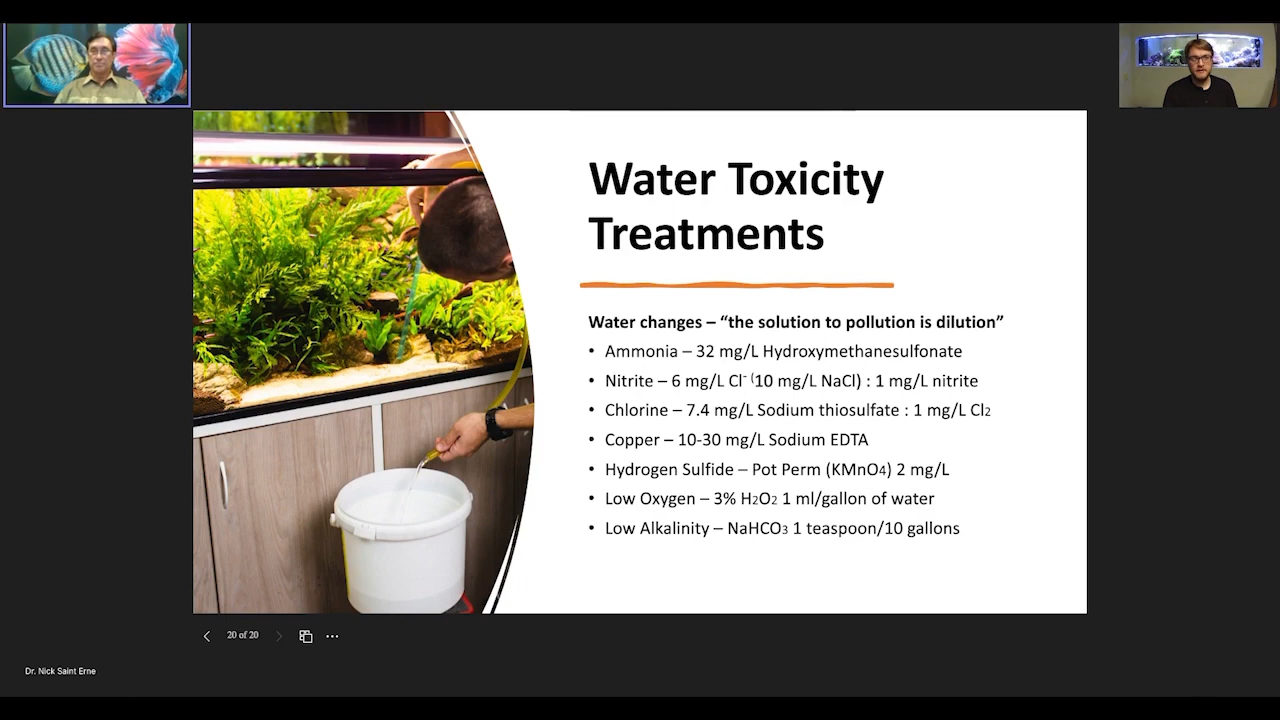 Water Toxicity
Treatments
Water changes – “the solution to pollution is dilution”
• Ammonia – 32 mg/L Hydroxymethanesulfonate
• Nitrite – 6 mg/L Cl⁻ ⁽10 mg/L NaCl) : 1 mg/L nitrite
• Chlorine – 7.4 mg/L Sodium thiosulfate : 1 mg/L Cl2
• Copper – 10-30 mg/L Sodium EDTA
• Hydrogen Sulfide – Pot Perm (KMnO4) 2 mg/L
• Low Oxygen – 3% H2O2 1 ml/gallon of water
• Low Alkalinity – NaHCO3 1 teaspoon/10 gallons
20 of 20
Dr. Nick Saint Erne